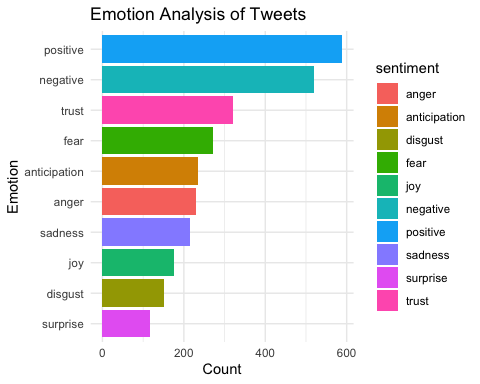 Emotion Analysis of Tweets
Emotion
positive
negative
trust
fear
anticipation
anger
sadness
joy
disgust
surprise
0 200 400 600
Count
sentiment
anger
anticipation
disgust
fear
joy
negative
positive
sadness
surprise
trust